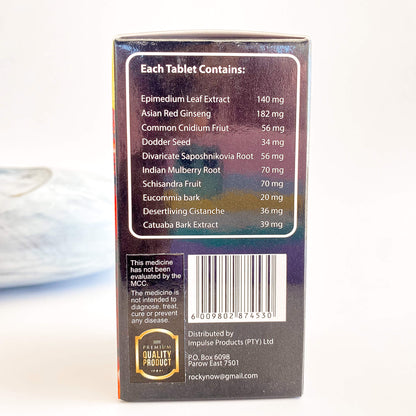 Each Tablet Contains:
Epimedium Leaf Extract 140 mg
Asian Red Ginseng 182 mg
Common Cnidium Friut 56 mg
Dodder Seed 34 mg
Divaricate Saposhnikovia Root 56 mg
Indian Mulberry Root 70 mg
Schisandra Fruit 70 mg
Eucommia bark 20 mg
Desertliving Cistanche 36 mg
Catuaba Bark Extract 39 mg
This medicine
has not been
evaluated by the
MCC.
The medicine is
not intended to
diagnose, treat,
cure or prevent
any disease.
PREMIUM
QUALITY
PRODUCT
6 009802 874530
Distributed by
Impulse Products (PTY) Ltd
P.O. Box 6098
Parow East 7501
rockynow@gmail.com